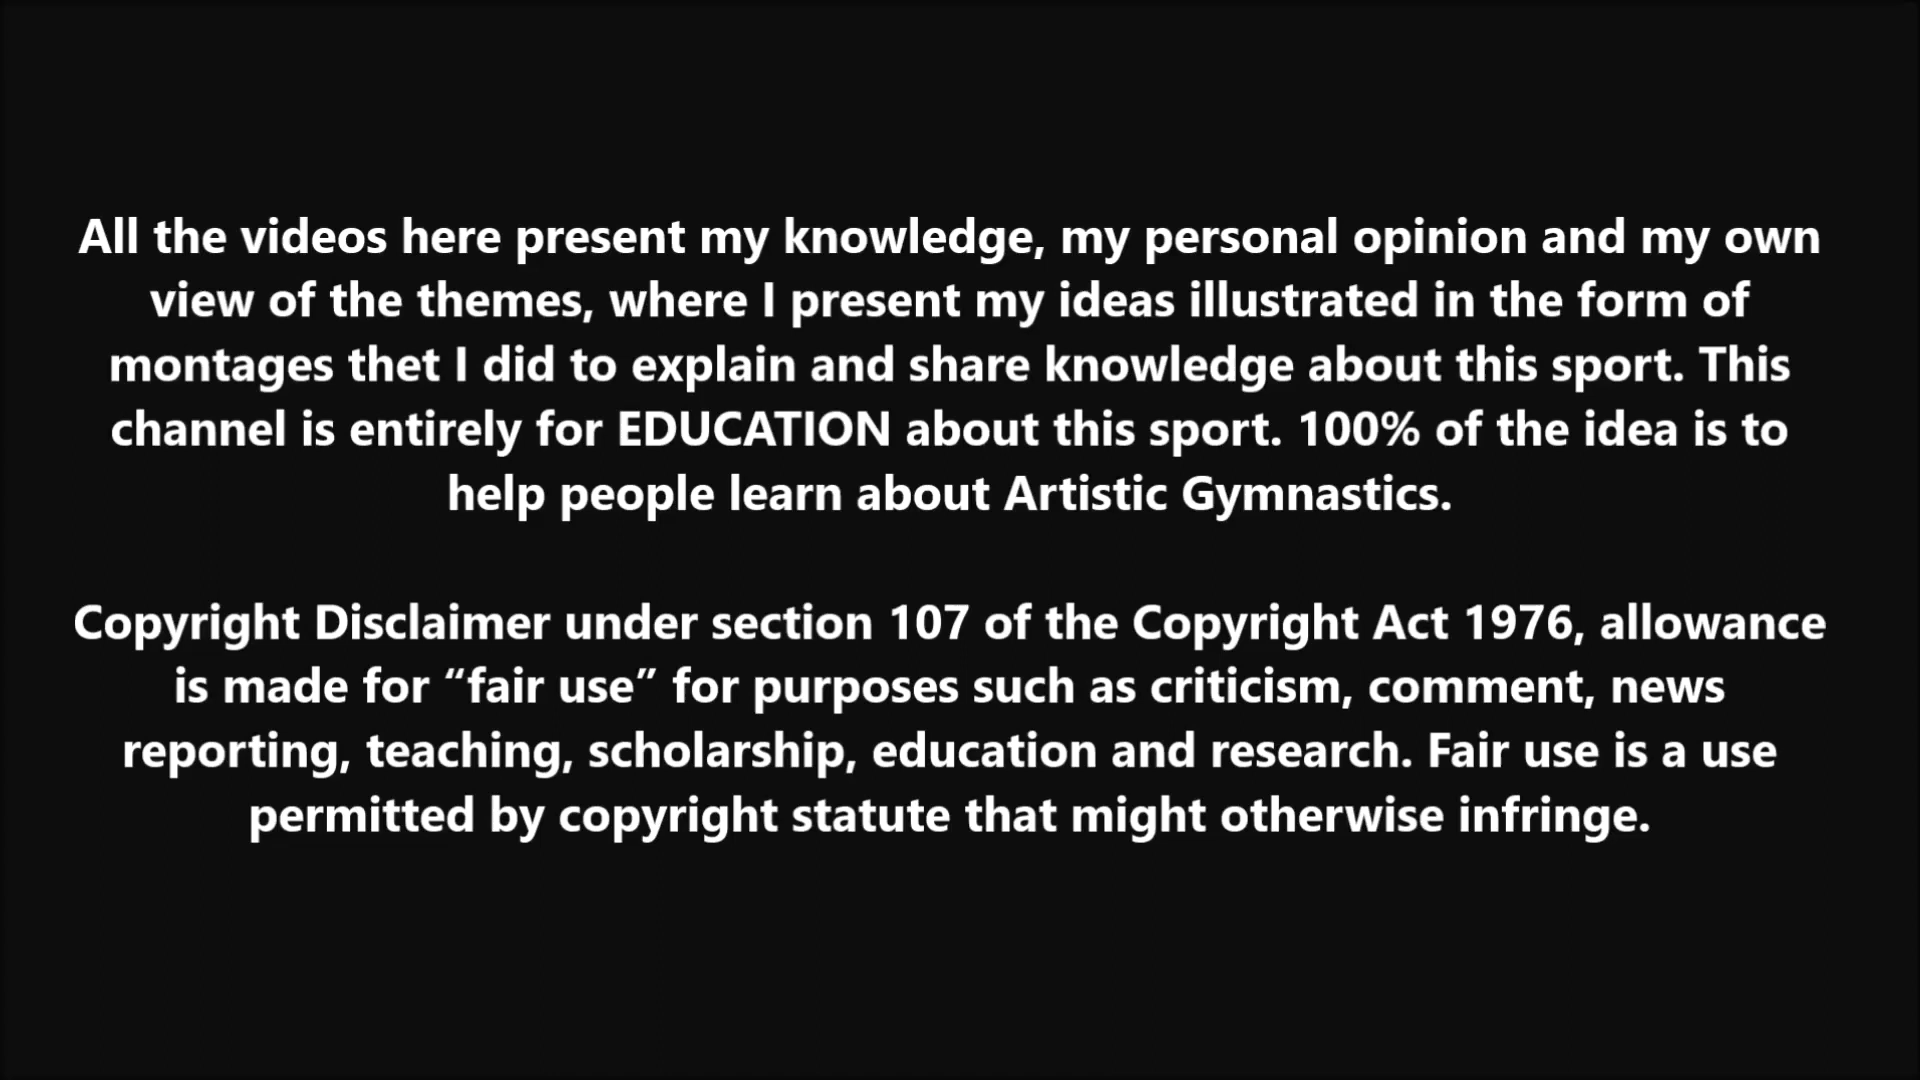 All the videos here present my knowledge, my personal opinion and my own
view of the themes, where I present my ideas illustrated in the form of
montages thet I did to explain and share knowledge about this sport. This
channel is entirely for EDUCATION about this sport. 100% of the idea is to
help people learn about Artistic Gymnastics.
Copyright Disclaimer under section 107 of the Copyright Act 1976, allowance
is made for “fair use” for purposes such as criticism, comment, news
reporting, teaching, scholarship, education and research. Fair use is a use
permitted by copyright statute that might otherwise infringe.